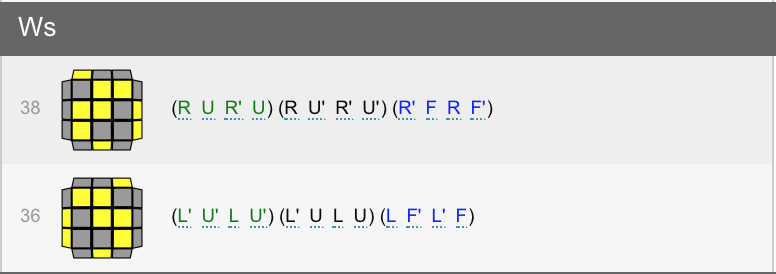 Ws
38 (R U R' U) (R U' R' U') (R' F R F')
36 (L' U' L U') (L' U L U) (L F' L' F)